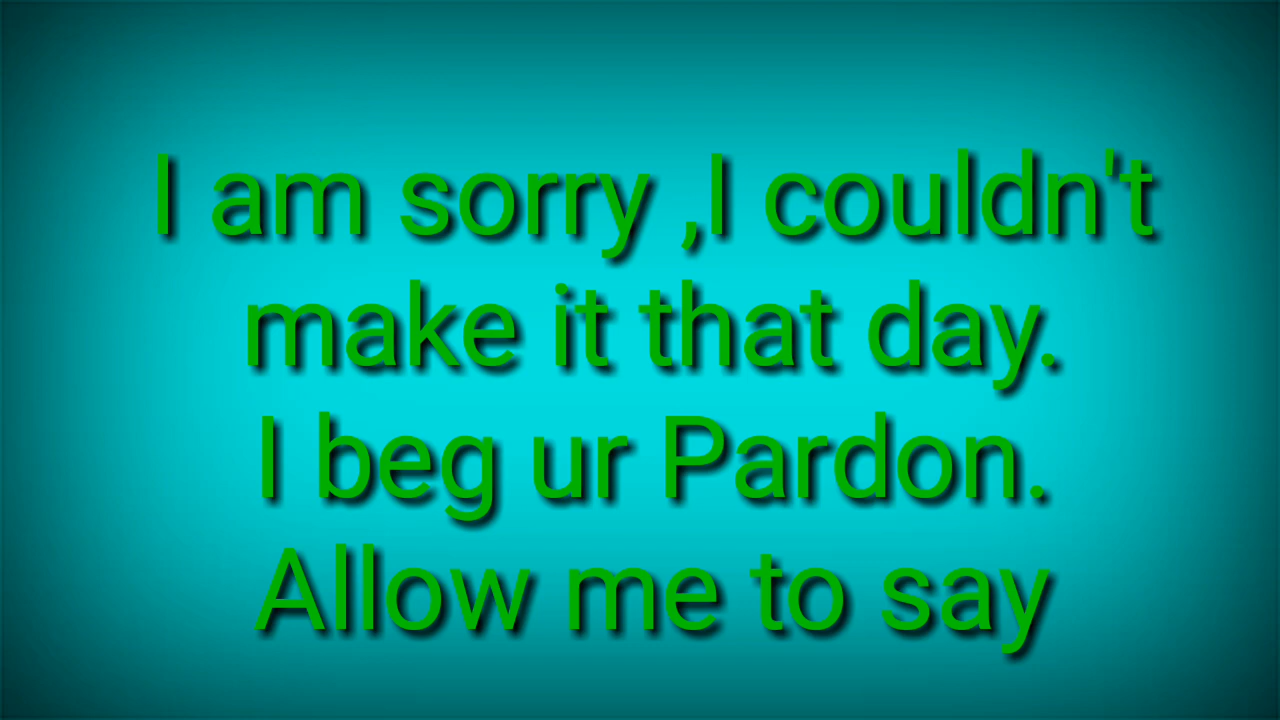 I am sorry ,I couldn't
make it that day.
I beg ur Pardon.
Allow me to say